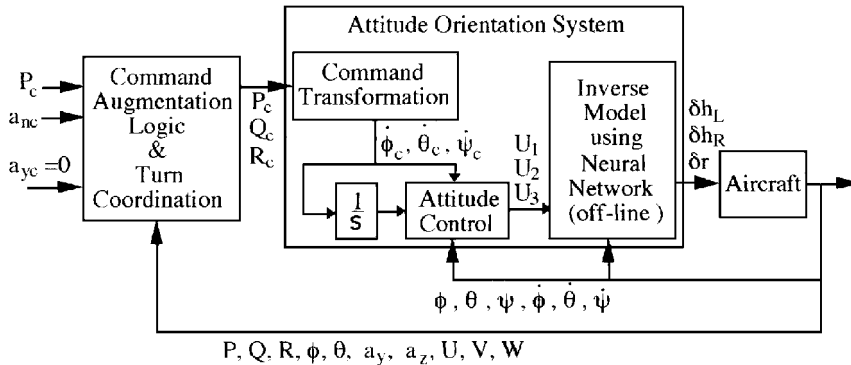 Attitude Orientation System
P_c
a_nc
a_yc =0
Command
Augmentation
Logic
&
Turn
Coordination
P_c
Q_c
R_c
Command
Transformation
ϕ̇_c, θ̇_c, ψ̇_c
1/s
Attitude
Control
U_1
U_2
U_3
Inverse
Model
using
Neural
Network
(off-line )
δh_L
δh_R
δr
Aircraft
ϕ , θ , ψ , ϕ̇ , θ̇ , ψ̇
P, Q, R, ϕ, θ, a_y, a_z, U, V, W